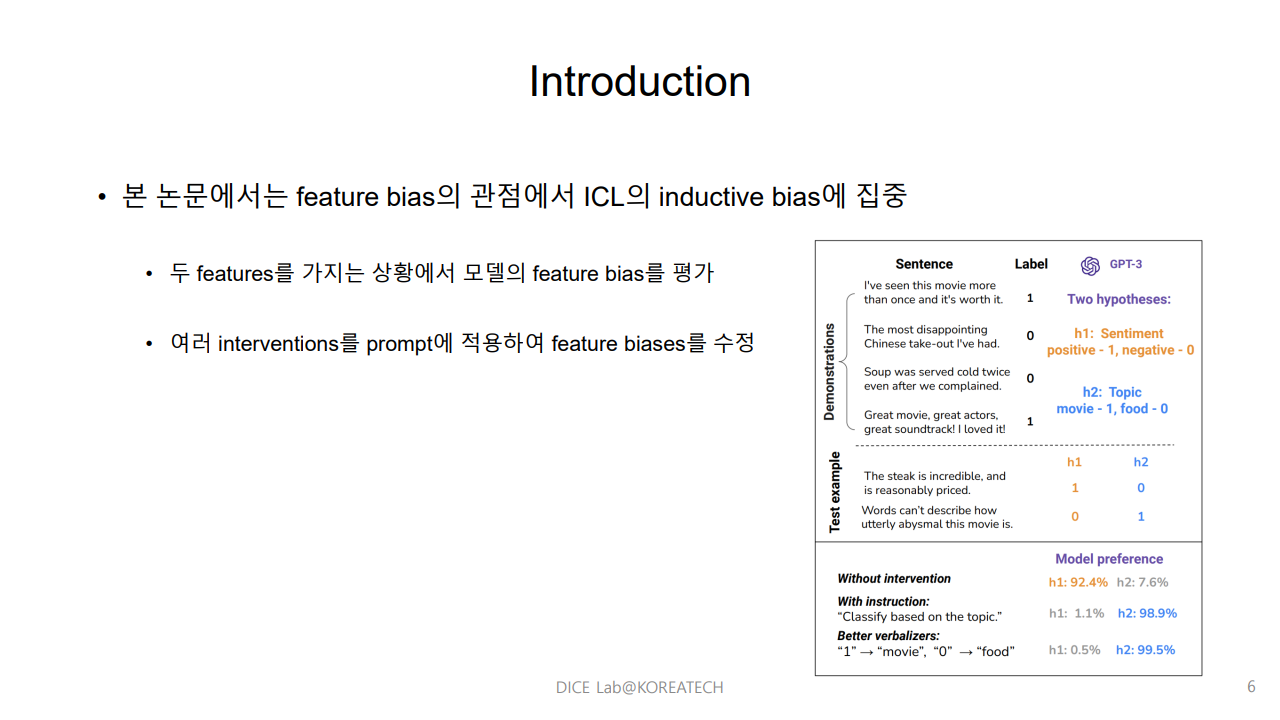 Introduction
• 본 논문에서는 feature bias의 관점에서 ICL의 inductive bias에 집중
• 두 features를 가지는 상황에서 모델의 feature bias를 평가
• 여러 interventions를 prompt에 적용하여 feature biases를 수정
Sentence Label GPT-3
Demonstrations
I've seen this movie more
than once and it's worth it.
1
The most disappointing
Chinese take-out I've had.
0
Soup was served cold twice
even after we complained.
0
Great movie, great actors,
great soundtrack! I loved it!
1
Two hypotheses:
h1: Sentiment
positive - 1, negative - 0
h2: Topic
movie - 1, food - 0
Test example
h1 h2
The steak is incredible, and
is reasonably priced.
1 0
Words can't describe how
utterly abysmal this movie is.
0 1
Model preference
Without intervention
h1: 92.4% h2: 7.6%
With instruction:
“Classify based on the topic.”
h1: 1.1% h2: 98.9%
Better verbalizers:
“1” → “movie”, “0” → “food”
h1: 0.5% h2: 99.5%
DICE Lab@KOREATECH
6